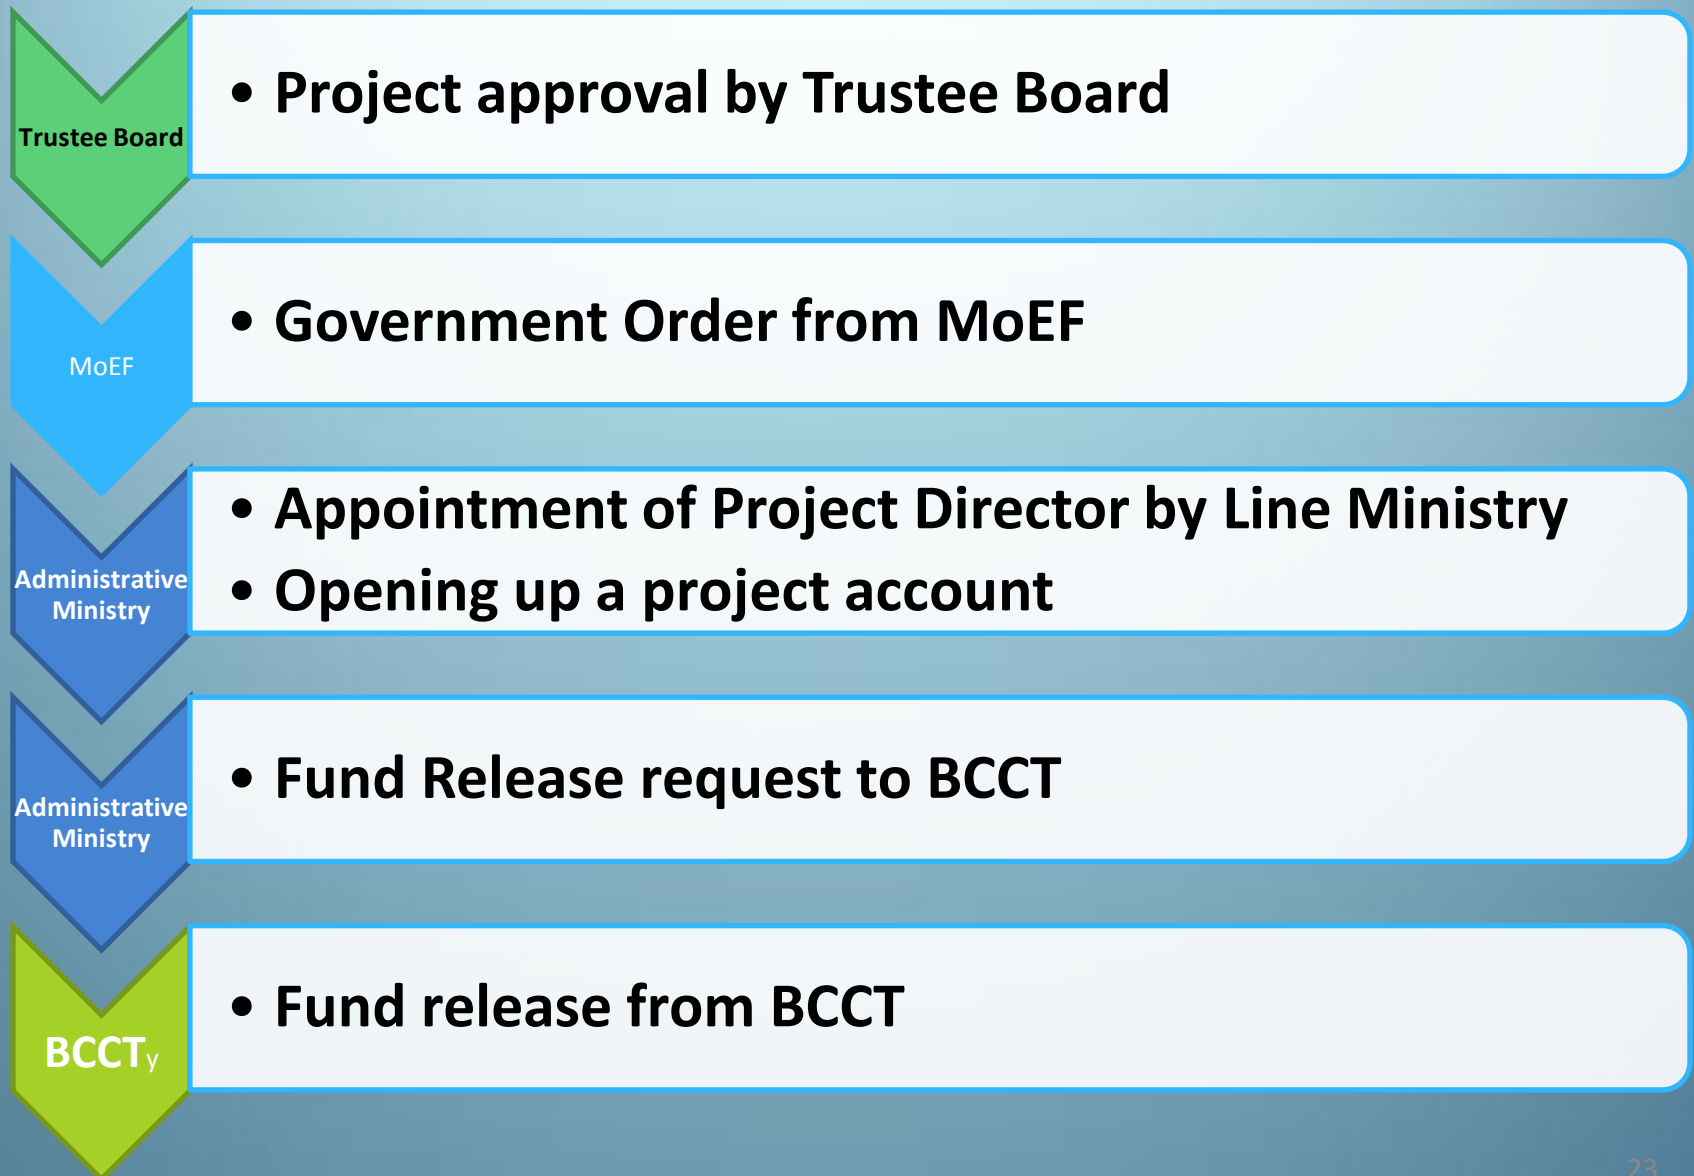 Trustee Board
• Project approval by Trustee Board
MoEF
• Government Order from MoEF
Administrative
Ministry
• Appointment of Project Director by Line Ministry
• Opening up a project account
Administrative
Ministry
• Fund Release request to BCCT
BCCTy
• Fund release from BCCT
23